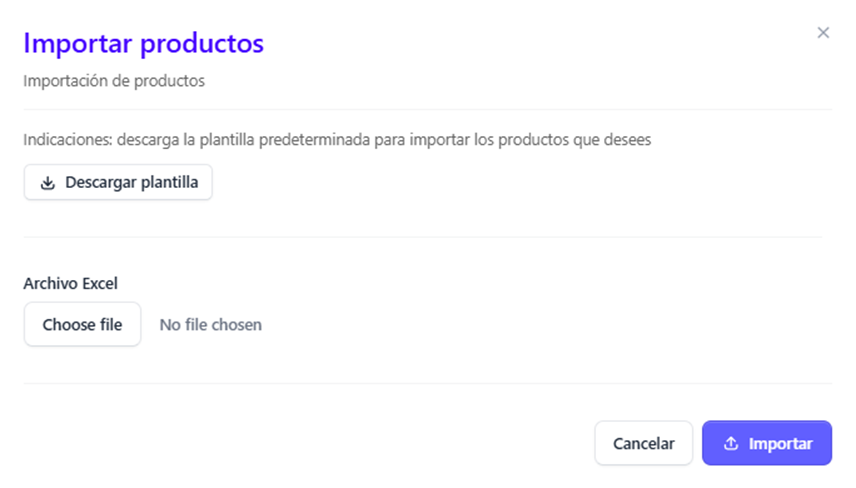 Importar productos
Importación de productos
Indicaciones: descarga la plantilla predeterminada para importar los productos que desees
Descargar plantilla
Archivo Excel
Choose file No file chosen
Cancelar Importar